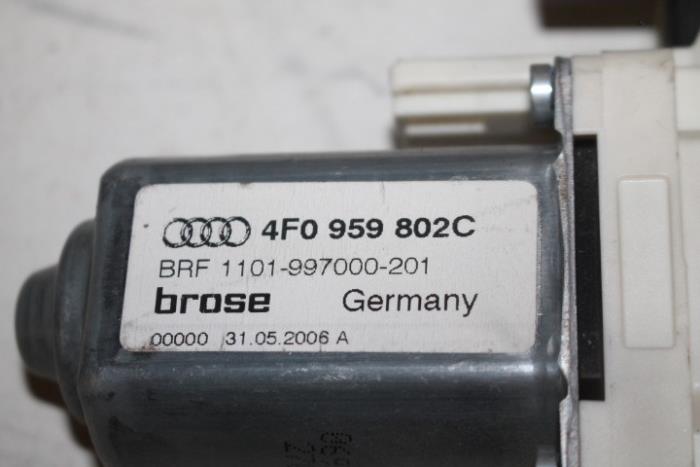 4F0 959 802C
BRF 1101-997000-201
brose Germany
00000 31.05.2006 A